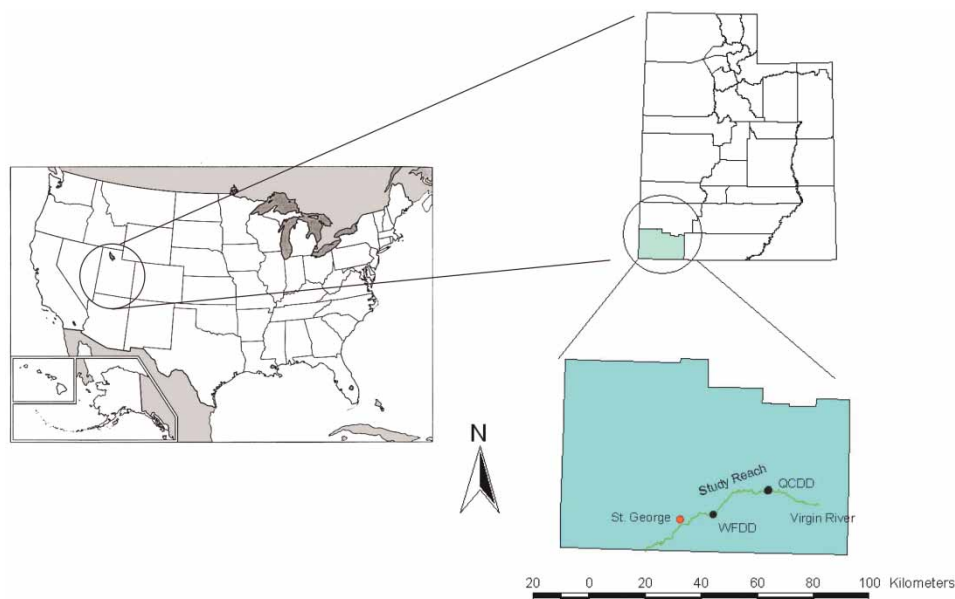 N
Study Reach
QCDD
St. George
WFDD
Virgin River
20 0 20 40 60 80 100 Kilometers